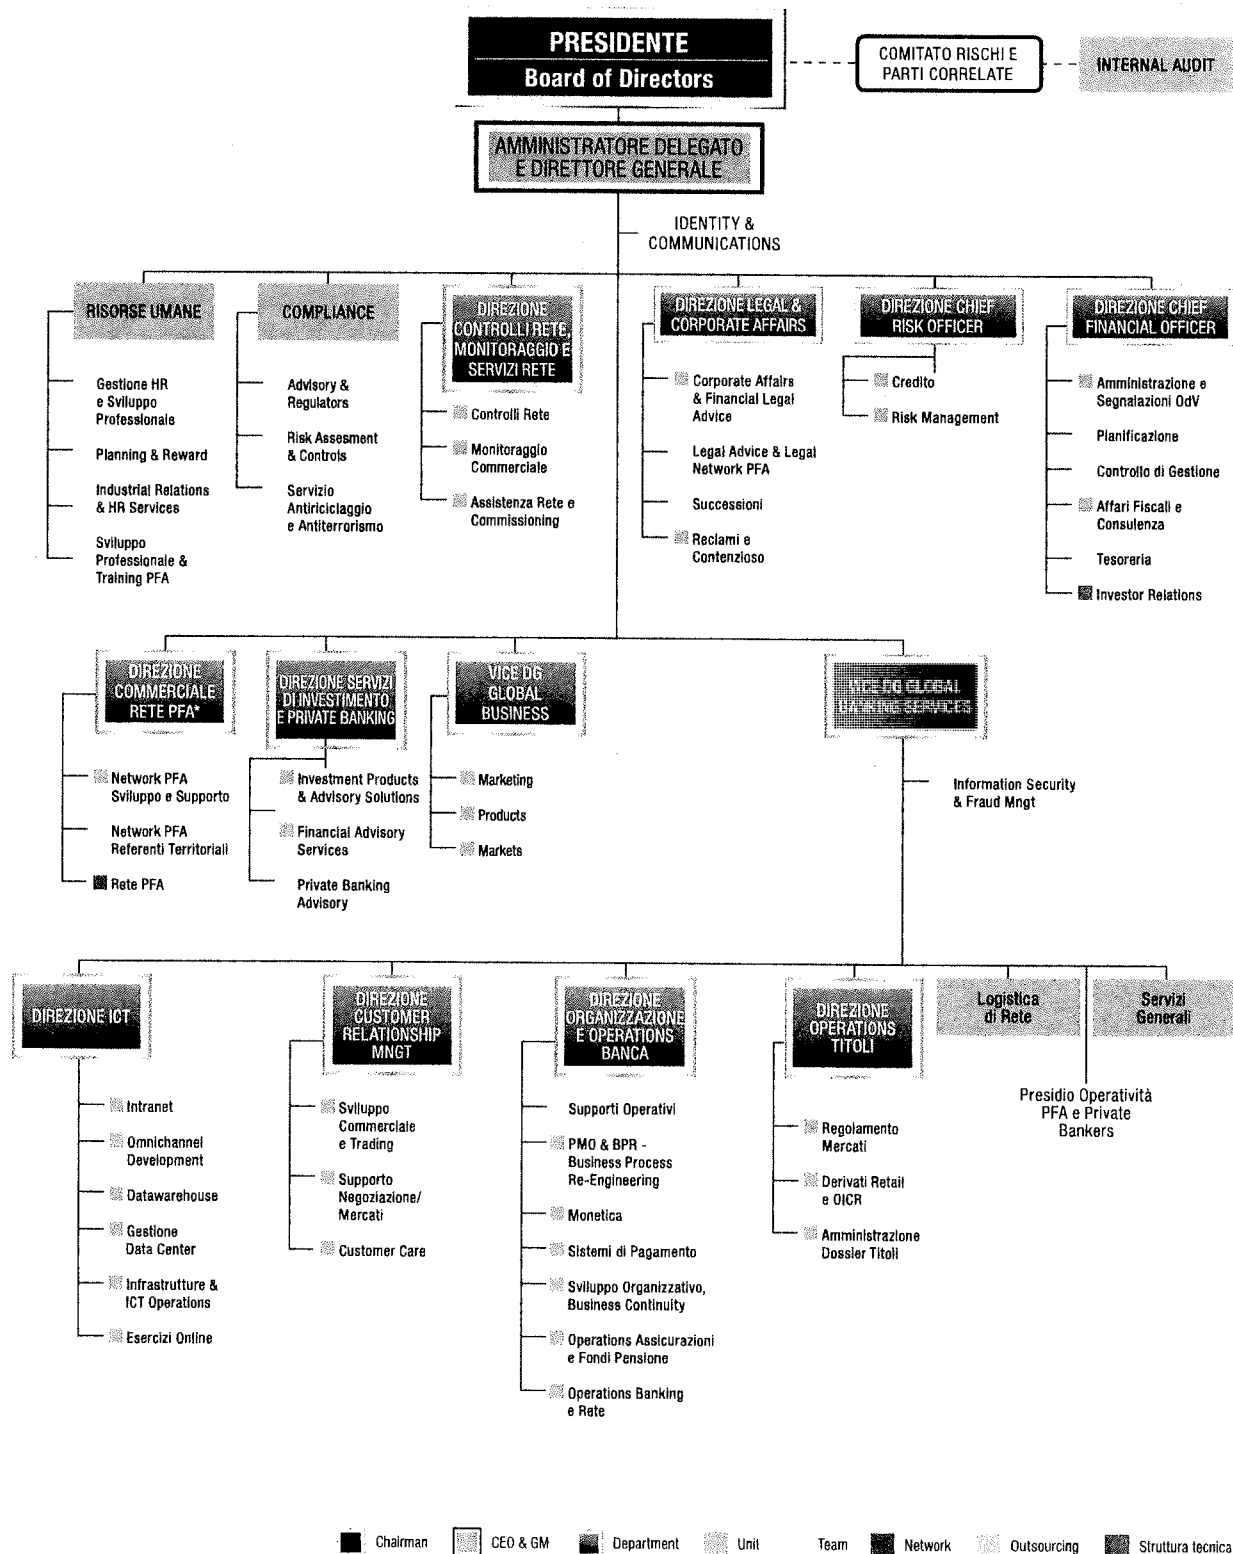 PRESIDENTE
Board of Directors
COMITATO RISCHI E
PARTI CORRELATE
INTERNAL AUDIT
AMMINISTRATORE DELEGATO
E DIRETTORE GENERALE
IDENTITY &
COMMUNICATIONS
RISORSE UMANE
Gestione HR
e Sviluppo
Professionale
Planning & Reward
Industrial Relations
& HR Services
Sviluppo
Professionale &
Training PFA
COMPLIANCE
Advisory &
Regulators
Risk Assesment
& Controls
Servizio
Antiriciclaggio
e Antiterrorismo
DIREZIONE
CONTROLLI RETE,
MONITORAGGIO E
SERVIZI RETE
Controlli Rete
Monitoraggio
Commerciale
Assistenza Rete e
Commissioning
DIREZIONE LEGAL &
CORPORATE AFFAIRS
Corporate Affairs
& Financial Legal
Advice
Legal Advice & Legal
Network PFA
Successioni
Reclami e
Contenzioso
DIREZIONE CHIEF
RISK OFFICER
Credito
Risk Management
DIREZIONE CHIEF
FINANCIAL OFFICER
Amministrazione e
Segnalazioni OdV
Planificazione
Controllo di Gestione
Affari Fiscali e
Consulenza
Tesoreria
Investor Relations
DIREZIONE
COMMERCIALE
RETE PFA*
Network PFA
Sviluppo e Supporto
Network PFA
Referenti Territoriali
Rete PFA
DIREZIONE SERVIZI
DI INVESTIMENTO
E PRIVATE BANKING
Investment Products
& Advisory Solutions
Financial Advisory
Services
Private Banking
Advisory
VICE DG
GLOBAL
BUSINESS
Marketing
Products
Markets
VICE DG GLOBAL
BANKING SERVICES
Information Security
& Fraud Mngt
DIREZIONE ICT
Intranet
Omnichannel
Development
Datawarehouse
Gestione
Data Center
Infrastrutture &
ICT Operations
Esercizi Online
DIREZIONE
CUSTOMER
RELATIONSHIP
MNGT
Sviluppo
Commerciale
e Trading
Supporto
Negoziazione/
Mercati
Customer Care
DIREZIONE
ORGANIZZAZIONE
E OPERATIONS
BANCA
Supporti Operativi
PMO & BPR -
Business Process
Re-Engineering
Monetica
Sistemi di Pagamento
Sviluppo Organizzativo,
Business Continuity
Operations Assicurazioni
e Fondi Pensione
Operations Banking
e Rete
DIREZIONE
OPERATIONS
TITOLI
Regolamento
Mercati
Derivati Retail
e OICR
Amministrazione
Dossier Titoli
Logistica
di Rete
Presidio Operatività
PFA e Private
Bankers
Servizi
Generali
Chairman CEO & GM Department Unit Team Network Outsourcing Struttura tecnica